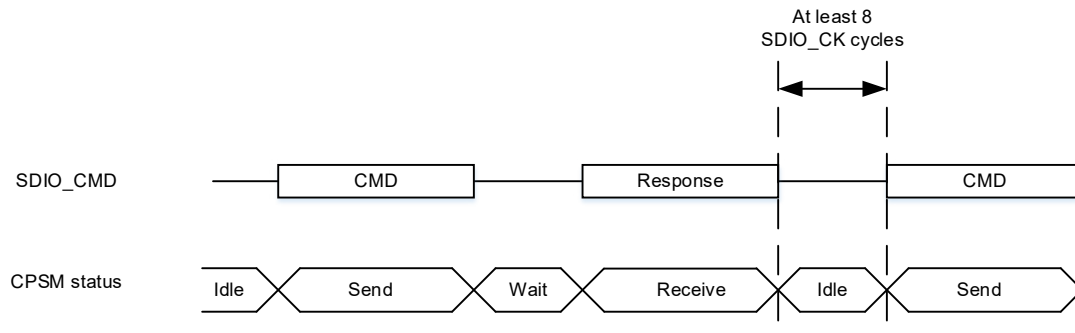 At least 8
SDIO_CK cycles
SDIO_CMD CMD Response CMD
CPSM status Idle Send Wait Receive Idle Send